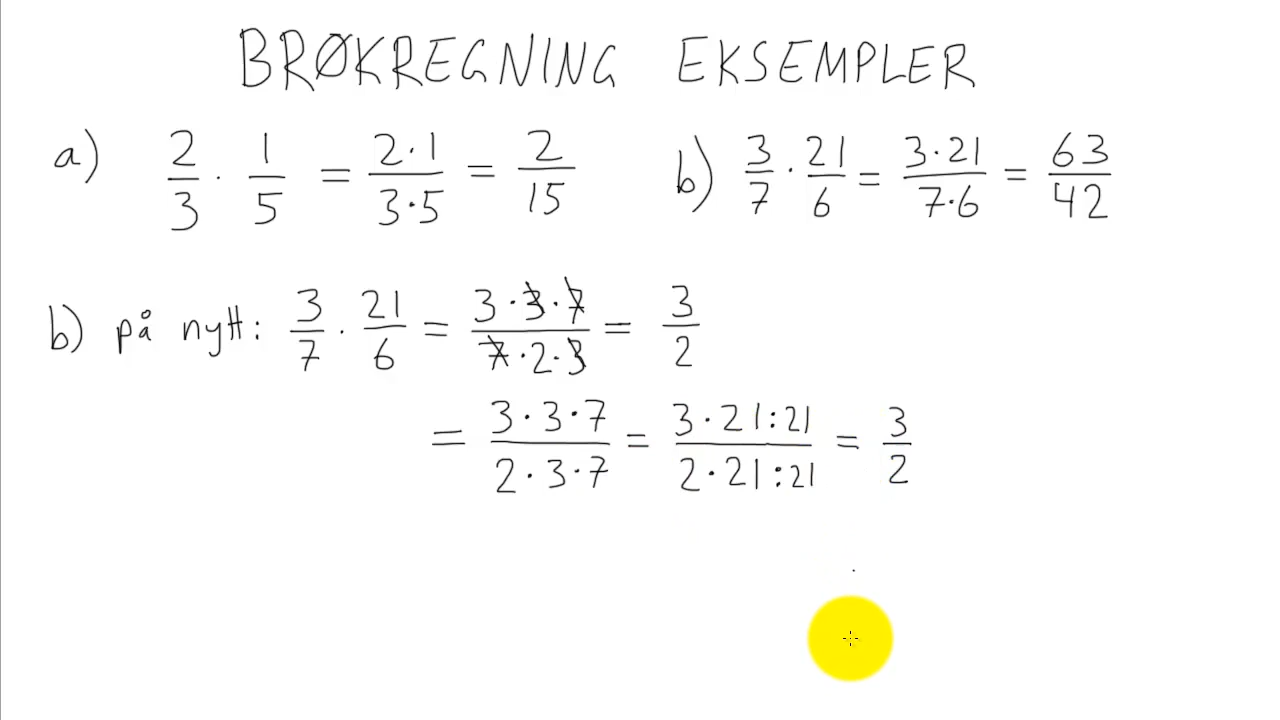 BRØKREGNING EKSEMPLER
a) 2/3 · 1/5 = 2·1/3·5 = 2/15
b) 3/7 · 21/6 = 3·21/7·6 = 63/42
b) på nytt: 3/7 · 21/6 = 3·3·7/7·2·3 = 3/2
= 3·3·7/2·3·7 = 3·21:21/2·21:21 = 3/2